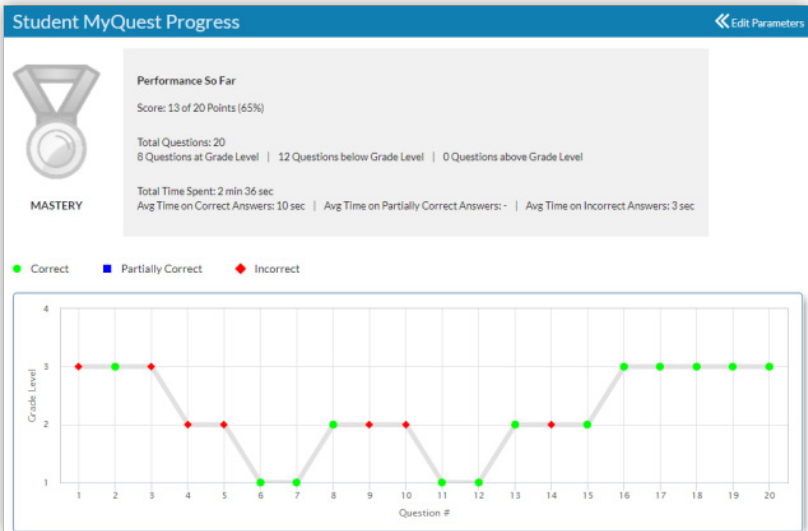 Student MyQuest Progress
Edit Parameters
Performance So Far
Score: 13 of 20 Points (65%)
Total Questions: 20
8 Questions at Grade Level | 12 Questions below Grade Level | 0 Questions above Grade Level
Total Time Spent: 2 min 36 sec
Avg Time on Correct Answers: 10 sec | Avg Time on Partially Correct Answers: - | Avg Time on Incorrect Answers: 3 sec
MASTERY
Correct Partially Correct Incorrect
4
3
2
1
Grade Level
1 2 3 4 5 6 7 8 9 10 11 12 13 14 15 16 17 18 19 20
Question #